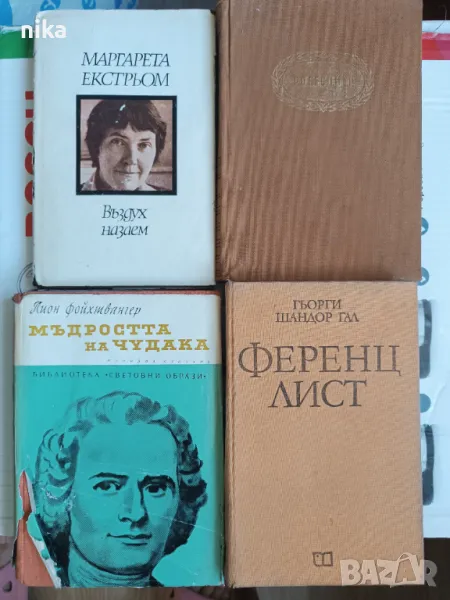 nika
МАРГАРЕТА
ЕКСТРЬОМ
Въздух
назаем
Лион Фойхтвангер
МЪДРОСТТА
НА ЧУДАКА
БИБЛИОТЕКА «СВЕТОВНИ ОБРАЗИ»
ГЬОРГИ
ШАНДОР ГАЛ
ФЕРЕНЦ
ЛИСТ
BAZAR